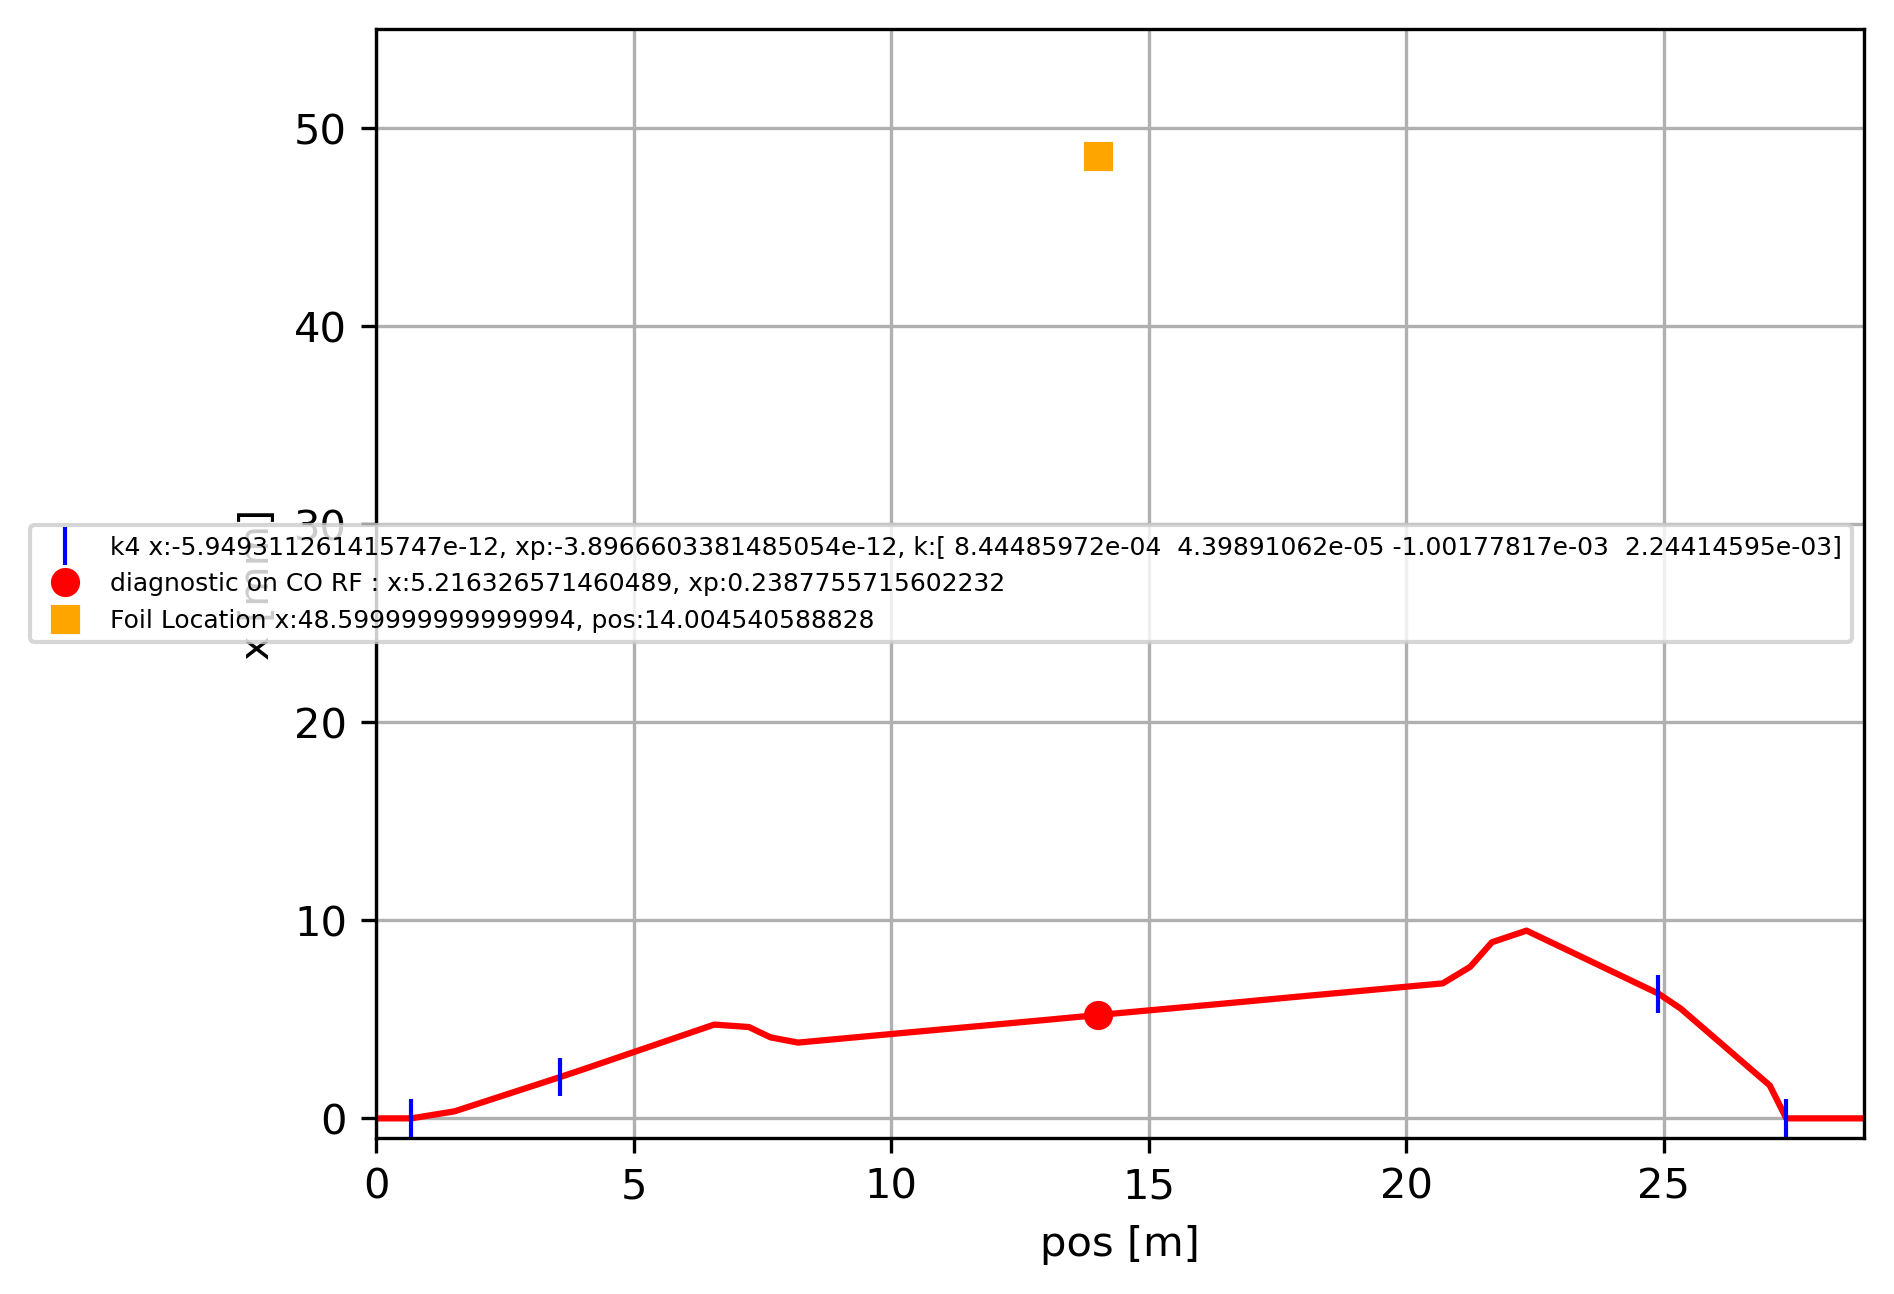 50
40
30
k4 x:-5.949311261415747e-12, xp:-3.8966603381485054e-12, k:[ 8.44485972e-04  4.39891062e-05 -1.00177817e-03  2.24414595e-03]
diagnostic on CO RF : x:5.216326571460489, xp:0.2387755715602232
Foil Location x:48.599999999999994, pos:14.004540588828
x [mm]
20
10
0
0 5 10 15 20 25
pos [m]